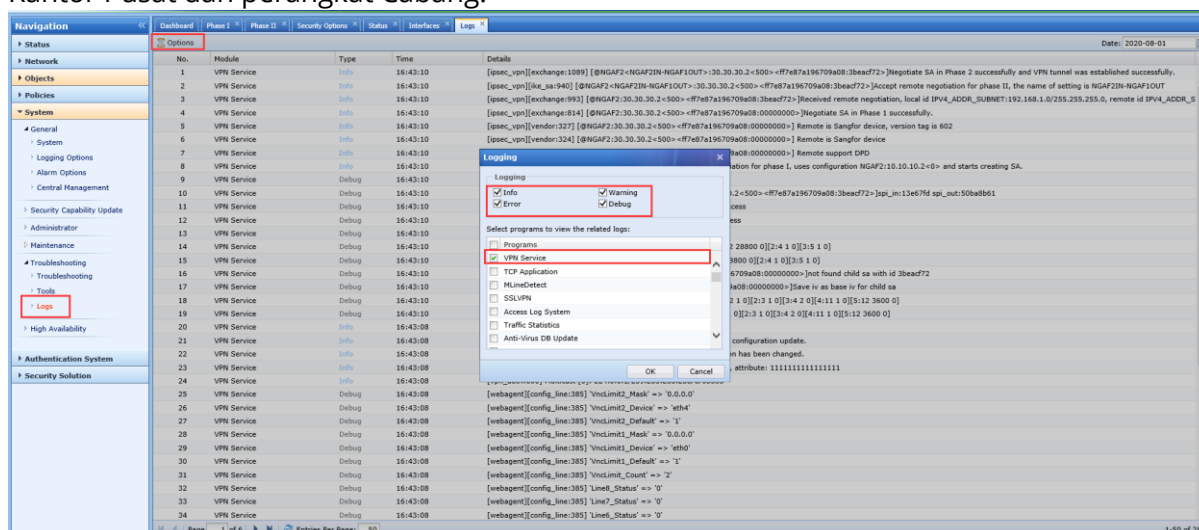 Kantor Pusat dan perangkat Cabang.
Navigation
Dashboard Phase I Phase II Security Options Status Interfaces Logs
Status
Network
Objects
Policies
System
General
System
Logging Options
Alarm Options
Central Management
Security Capability Update
Administrator
Maintenance
Troubleshooting
Troubleshooting
Tools
Logs
High Availability
Authentication System
Security Solution
Options Date: 2020-08-01
No. Module Type Time Details
1 VPN Service Info 16:43:10 [ipsec_vpn][exchange:1089] [@NGAF2<NGAF2IN-NGAF1OUT>:30.30.30.2<500> <ff7e87a196709a08:3beacf72>]Negotiate SA in Phase 2 successfully and VPN tunnel was established successfully.
2 VPN Service Info 16:43:10 [ipsec_vpn][ike_sa:940] [@NGAF2<NGAF2IN-NGAF1OUT>:30.30.30.2<500> <ff7e87a196709a08:3beacf72>]Accept remote negotiation for phase II, the name of setting is NGAF2IN-NGAF1OUT
3 VPN Service Info 16:43:10 [ipsec_vpn][exchange:993] [@NGAF2:30.30.30.2<500> <ff7e87a196709a08:3beacf72>]Received remote negotiation, local id IPV4_ADDR_SUBNET:192.168.1.0/255.255.255.0, remote id IPV4_ADDR_S
4 VPN Service Info 16:43:10 [ipsec_vpn][exchange:814] [@NGAF2:30.30.30.2<500> <ff7e87a196709a08:00000000>]Negotiate SA in Phase 1 successfully.
5 VPN Service Info 16:43:10 [ipsec_vpn][vendor:327] [@NGAF2:30.30.30.2<500> <ff7e87a196709a08:00000000>] Remote is Sangfor device, version tag is 602
6 VPN Service Info 16:43:10 [ipsec_vpn][vendor:324] [@NGAF2:30.30.30.2<500> <ff7e87a196709a08:00000000>] Remote is Sangfor device
7 VPN Service Info 16:43:10 9a08:00000000>] Remote support DPD
8 VPN Service Info 16:43:10 ation for phase I, uses configuration NGAF2:10.10.10.2<0> and starts creating SA.
9 VPN Service Debug 16:43:10
10 VPN Service Debug 16:43:10 .2<500> <ff7e87a196709a08:3beacf72>]spi_in:13e67fd spi_out:50ba8b61
11 VPN Service Debug 16:43:10 cess
12 VPN Service Debug 16:43:10 ess
13 VPN Service Debug 16:43:10
14 VPN Service Debug 16:43:10 2 28800 0][2:4 1 0][3:5 1 0]
15 VPN Service Debug 16:43:10 3800 0][2:4 1 0][3:5 1 0]
16 VPN Service Debug 16:43:10 6709a08:00000000>]not found child sa with id 3beacf72
17 VPN Service Debug 16:43:10 9a08:00000000>]Save iv as base iv for child sa
18 VPN Service Debug 16:43:10 2 1 0][2:3 1 0][3:4 2 0][4:11 1 0][5:12 3600 0]
19 VPN Service Debug 16:43:10 0][2:3 1 0][3:4 2 0][4:11 1 0][5:12 3600 0]
20 VPN Service Info 16:43:08
21 VPN Service Info 16:43:08 configuration update.
22 VPN Service Info 16:43:08 n has been changed.
23 VPN Service Info 16:43:08 , attribute: 1111111111111111
24 VPN Service Info 16:43:08
25 VPN Service Debug 16:43:08 [webagent][config_line:385] 'VncLimit2_Mask' => '0.0.0.0'
26 VPN Service Debug 16:43:08 [webagent][config_line:385] 'VncLimit2_Device' => 'eth4'
27 VPN Service Debug 16:43:08 [webagent][config_line:385] 'VncLimit2_Default' => '1'
28 VPN Service Debug 16:43:08 [webagent][config_line:385] 'VncLimit1_Mask' => '0.0.0.0'
29 VPN Service Debug 16:43:08 [webagent][config_line:385] 'VncLimit1_Device' => 'eth0'
30 VPN Service Debug 16:43:08 [webagent][config_line:385] 'VncLimit1_Default' => '1'
31 VPN Service Debug 16:43:08 [webagent][config_line:385] 'VncLimit_Count' => '2'
32 VPN Service Debug 16:43:08 [webagent][config_line:385] 'Line8_Status' => '0'
33 VPN Service Debug 16:43:08 [webagent][config_line:385] 'Line7_Status' => '0'
34 VPN Service Debug 16:43:08 [webagent][config_line:385] 'Line6_Status' => '0'
Page 1 of 6 Entries Per Page: 50
Logging
Logging
Info Warning
Error Debug
Select programs to view the related logs:
Programs
VPN Service
TCP Application
MLineDetect
SSLVPN
Access Log System
Traffic Statistics
Anti-Virus DB Update
OK Cancel